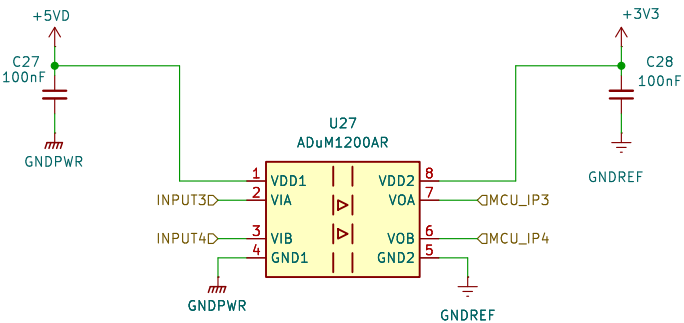 +5VD
+3V3
C27
100nF
C28
100nF
GNDPWR
U27
ADuM1200AR
GNDREF
1 VDD1 VDD2 8
INPUT3 2 VIA VOA 7 MCU_IP3
INPUT4 3 VIB VOB 6 MCU_IP4
4 GND1 GND2 5
GNDPWR
GNDREF